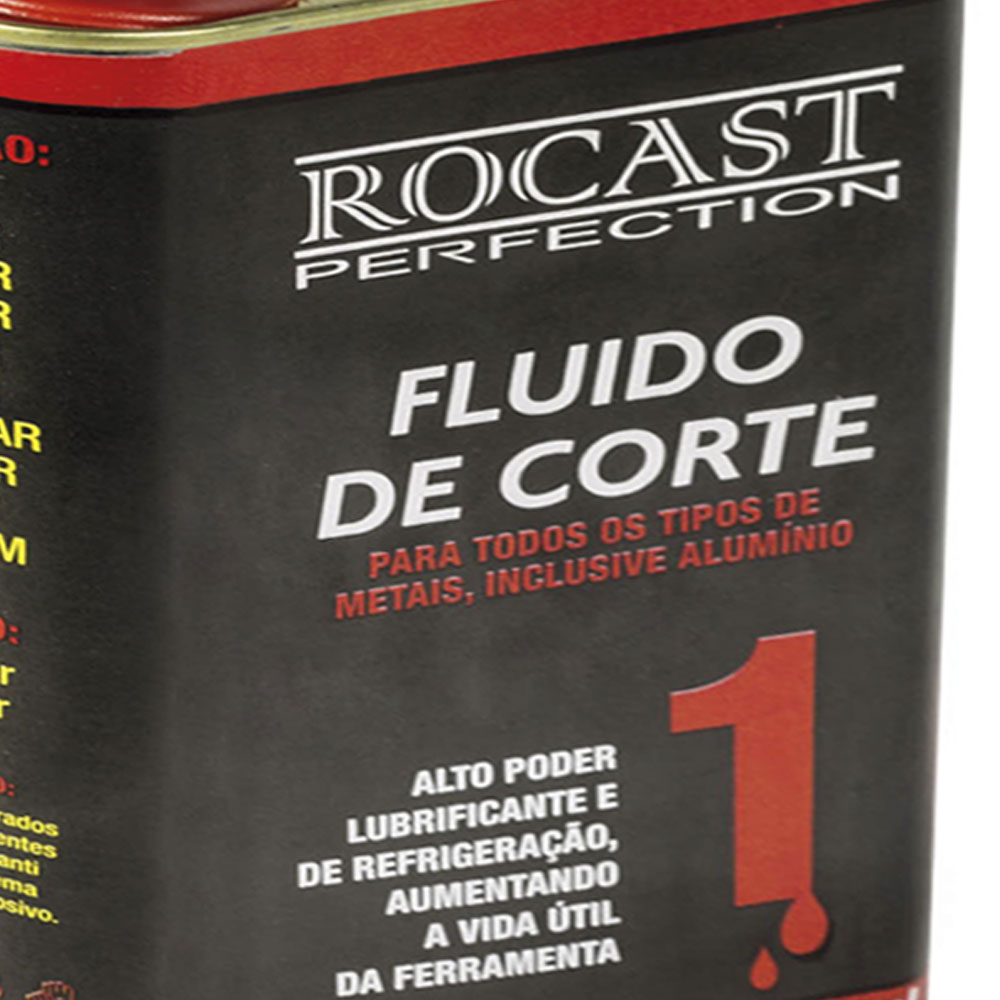 ROCAST
PERFECTION
FLUIDO
DE CORTE
PARA TODOS OS TIPOS DE
METAIS, INCLUSIVE ALUMÍNIO
1
ALTO PODER
LUBRIFICANTE E
DE REFRIGERAÇÃO,
AUMENTANDO
A VIDA ÚTIL
DA FERRAMENTA